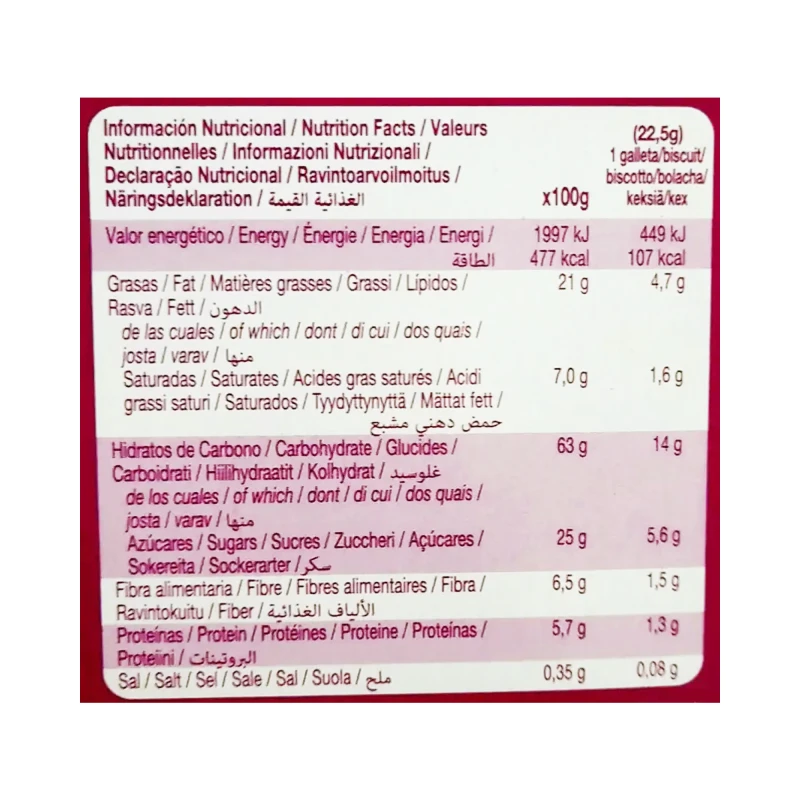 Información Nutricional / Nutrition Facts / Valeurs
Nutritionnelles / Informazioni Nutrizionali /
Declaração Nutricional / Ravintoarvoilmoitus /
Näringsdeklaration / الغذائية القيمة
x100g
(22,5g)
1 galleta/biscuit/
biscotto/bolacha/
keksiä/kex
Valor energético / Energy / Énergie / Energia / Energi / 1997 kJ 449 kJ
الطاقة 477 kcal 107 kcal
Grasas / Fat / Matières grasses / Grassi / Lípidos / 21 g 4,7 g
Rasva / Fett / الدهون
de las cuales / of which / dont / di cui / dos quais /
josta / varav / منها
Saturadas / Saturates / Acides gras saturés / Acidi 7,0 g 1,6 g
grassi saturi / Saturados / Tyydyttynyttä / Mättat fett /
حمض دهني مشبع
Hidratos de Carbono / Carbohydrate / Glucides / 63 g 14 g
Carboidrati / Hiilihydraatit / Kolhydrat / غلوسيد
de los cuales / of which / dont / di cui / dos quais /
josta / varav / منها
Azúcares / Sugars / Sucres / Zuccheri / Açúcares / 25 g 5,6 g
Sokereita / Sockerarter / سكر
Fibra alimentaria / Fibre / Fibres alimentaires / Fibra / 6,5 g 1,5 g
Ravintokuitu / Fiber / الألياف الغذائية
Proteínas / Protein / Protéines / Proteine / Proteínas / 5,7 g 1,3 g
Proteiini / البروتينات
Sal / Salt / Sel / Sale / Sal / Suola / ملح 0,35 g 0,08 g